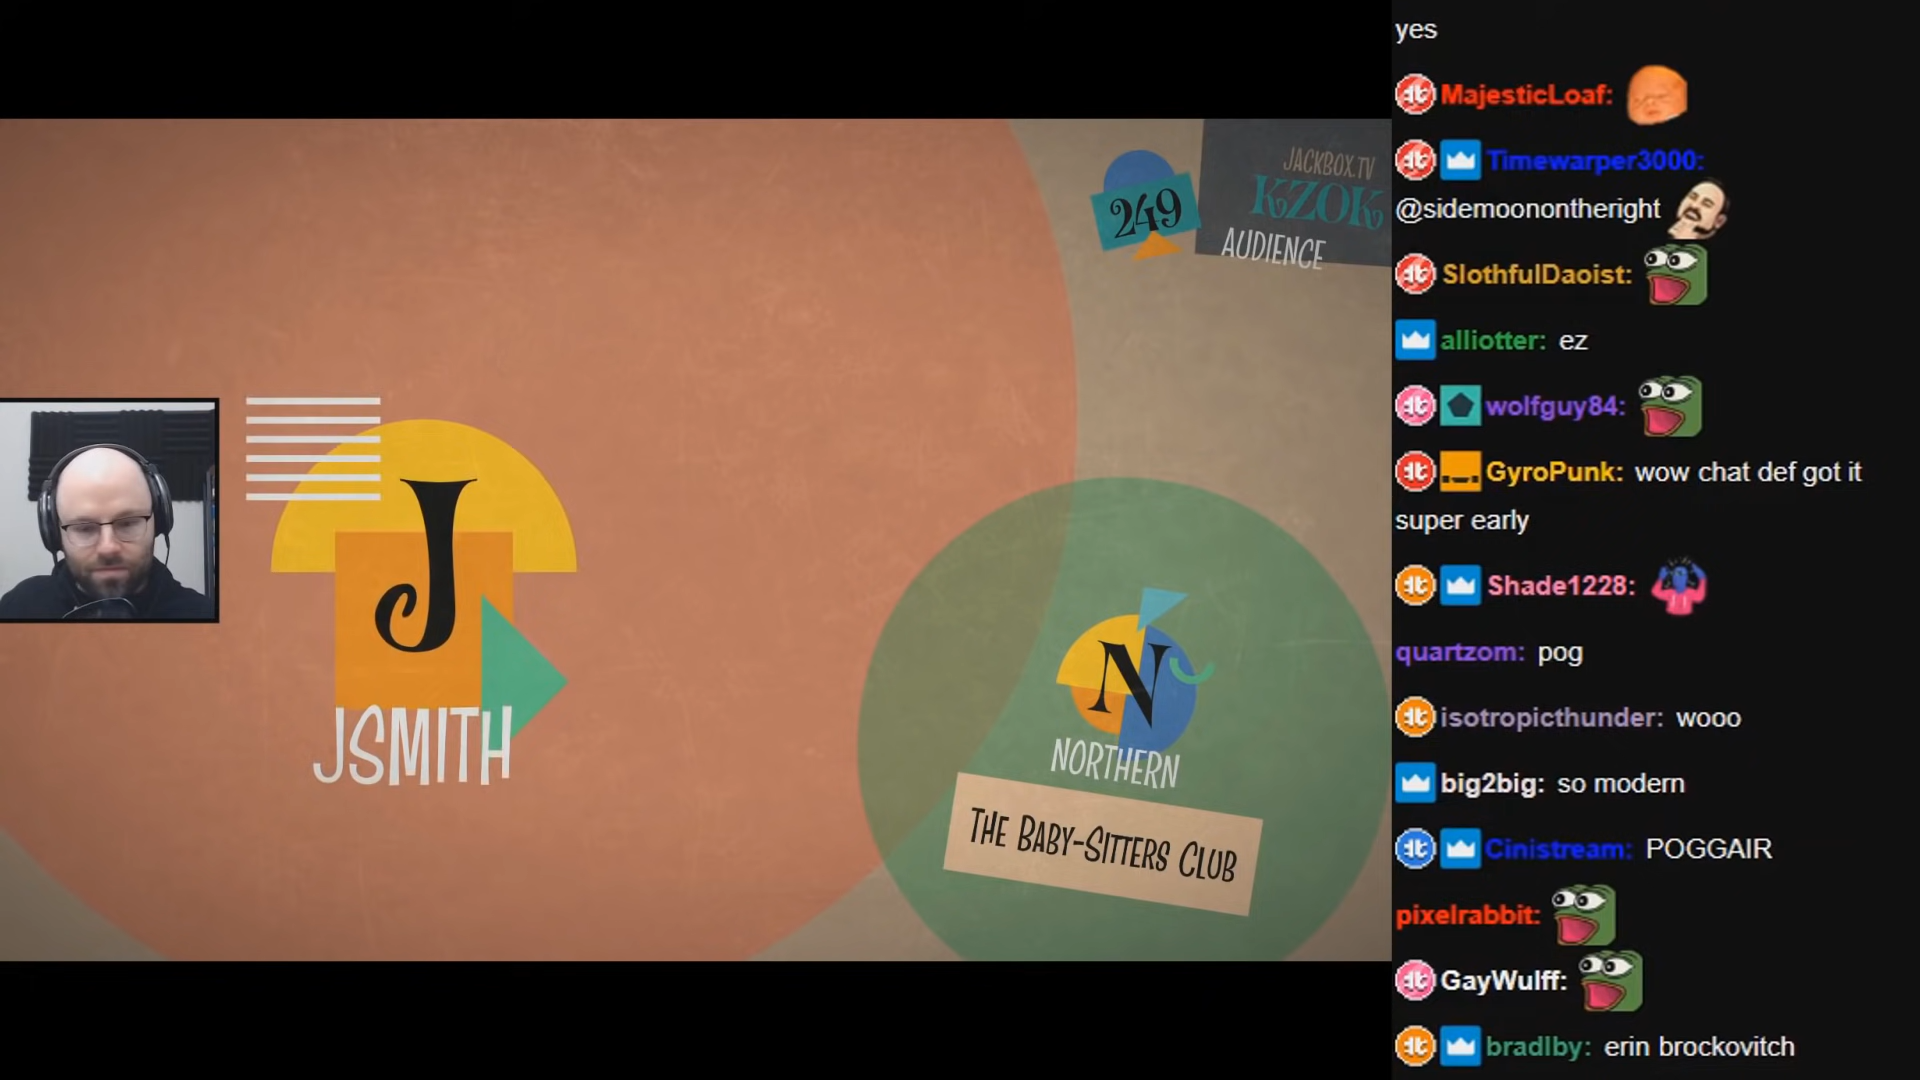 JACKBOX.TV
KZOK
249
AUDIENCE
J
JSMITH
N
NORTHERN
THE BABY-SITTERS CLUB
yes
MajesticLoaf:
Timewarper3000:
@sidemoonontheright
SlothfulDaoist:
alliotter: ez
wolfguy84:
GyroPunk: wow chat def got it
super early
Shade1228:
quartzom: pog
isotropicthunder: wooo
big2big: so modern
Cinistream: POGGAIR
pixelrabbit:
GayWulff:
bradlby: erin brockovitch